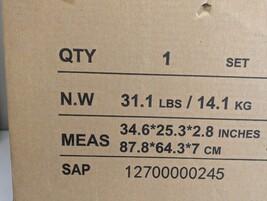 QTY 1 SET
N.W 31.1 LBS / 14.1 KG
MEAS 34.6*25.3*2.8 INCHES
87.8*64.3*7 CM
SAP 12700000245